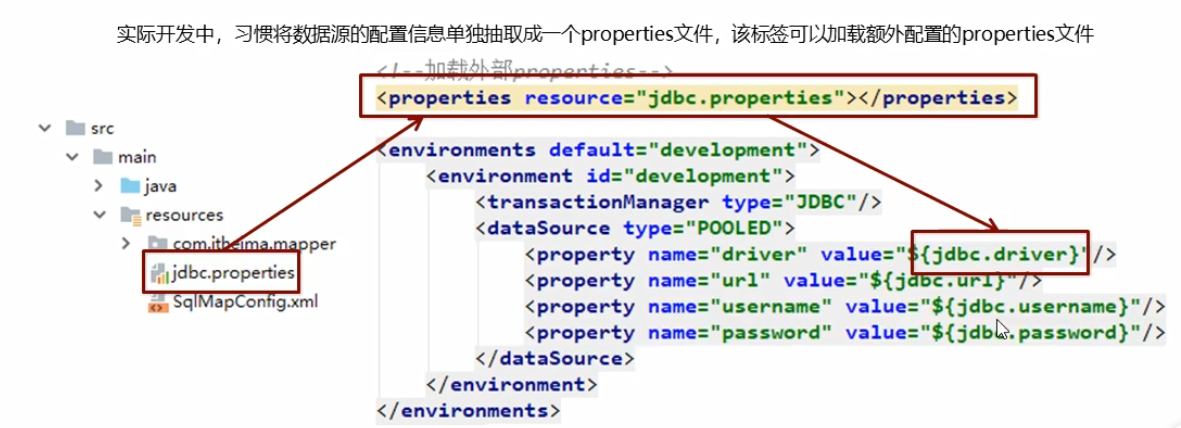 实际开发中，习惯将数据源的配置信息单独抽取成一个properties文件，该标签可以加载额外配置的properties文件
<!--加载外部properties-->
<properties resource="jdbc.properties"></properties>
src
main
java
resources
com.itheima.mapper
jdbc.properties
SqlMapConfig.xml
<environments default="development">
<environment id="development">
<transactionManager type="JDBC"/>
<dataSource type="POOLED">
<property name="driver" value="${jdbc.driver}"/>
<property name="url" value="${jdbc.url}"/>
<property name="username" value="${jdbc.username}"/>
<property name="password" value="${jdbc.password}"/>
</dataSource>
</environment>
</environments>